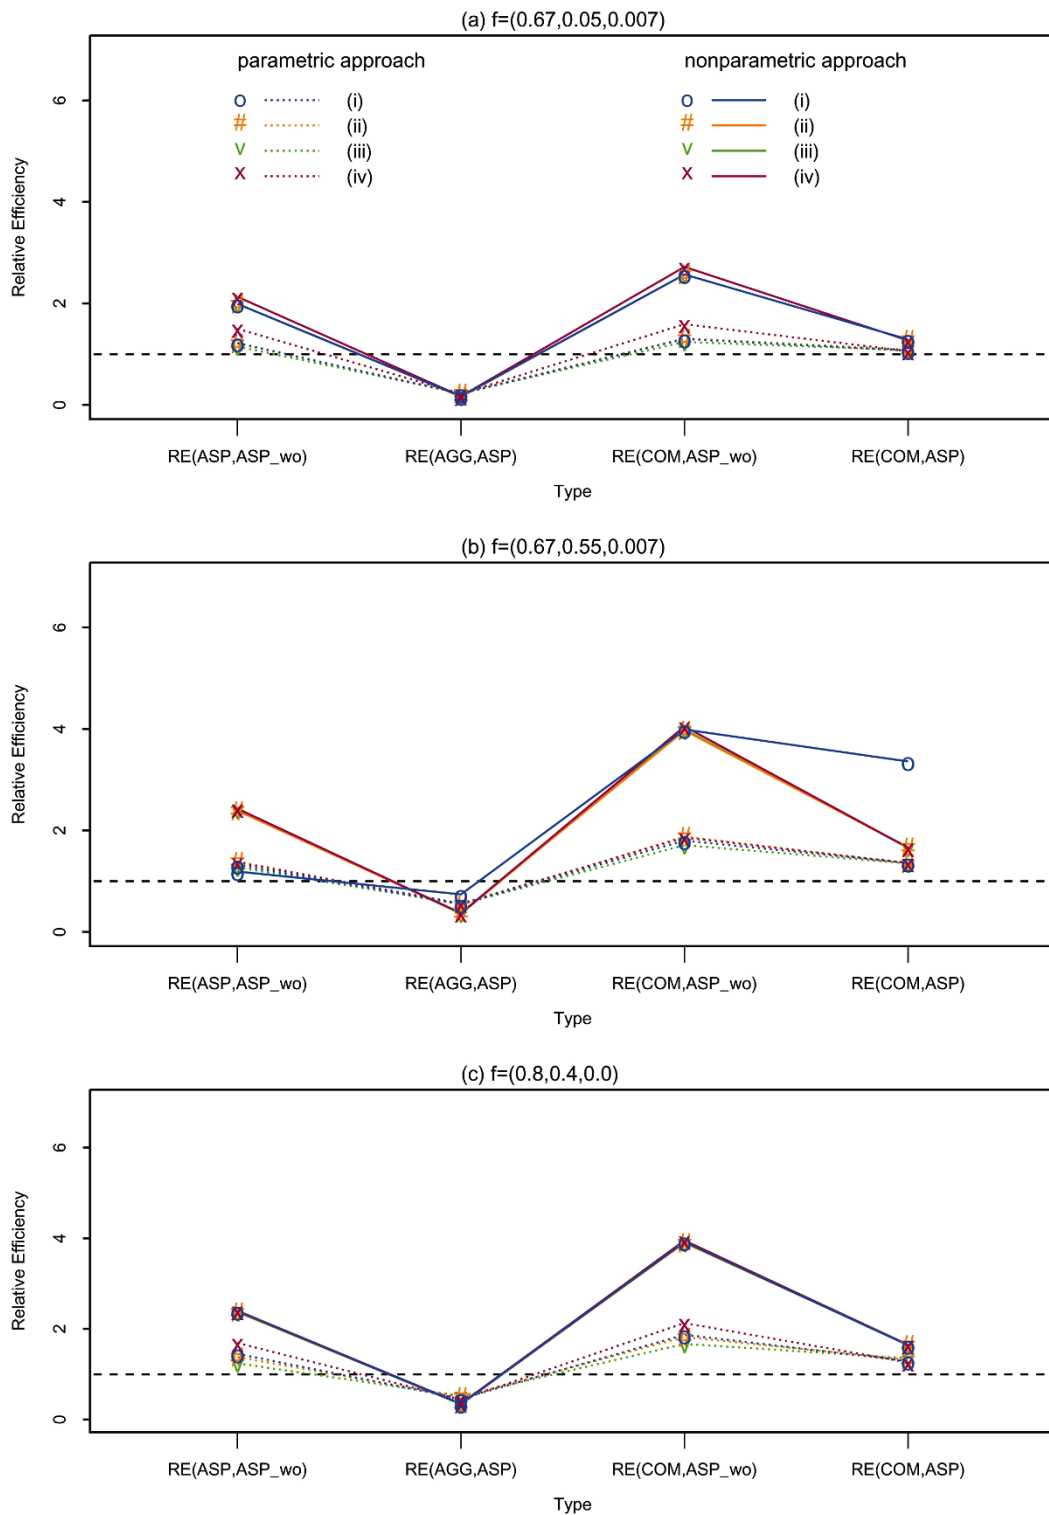 (a) f=(0.67,0.05,0.007)
parametric approach nonparametric approach
o (i) o (i)
# (ii) # (ii)
v (iii) v (iii)
x (iv) x (iv)
6
4
2
0
Relative Efficiency
RE(ASP,ASP_wo) RE(AGG,ASP) RE(COM,ASP_wo) RE(COM,ASP)
Type
(b) f=(0.67,0.55,0.007)
6
4
2
0
Relative Efficiency
RE(ASP,ASP_wo) RE(AGG,ASP) RE(COM,ASP_wo) RE(COM,ASP)
Type
(c) f=(0.8,0.4,0.0)
6
4
2
0
Relative Efficiency
RE(ASP,ASP_wo) RE(AGG,ASP) RE(COM,ASP_wo) RE(COM,ASP)
Type